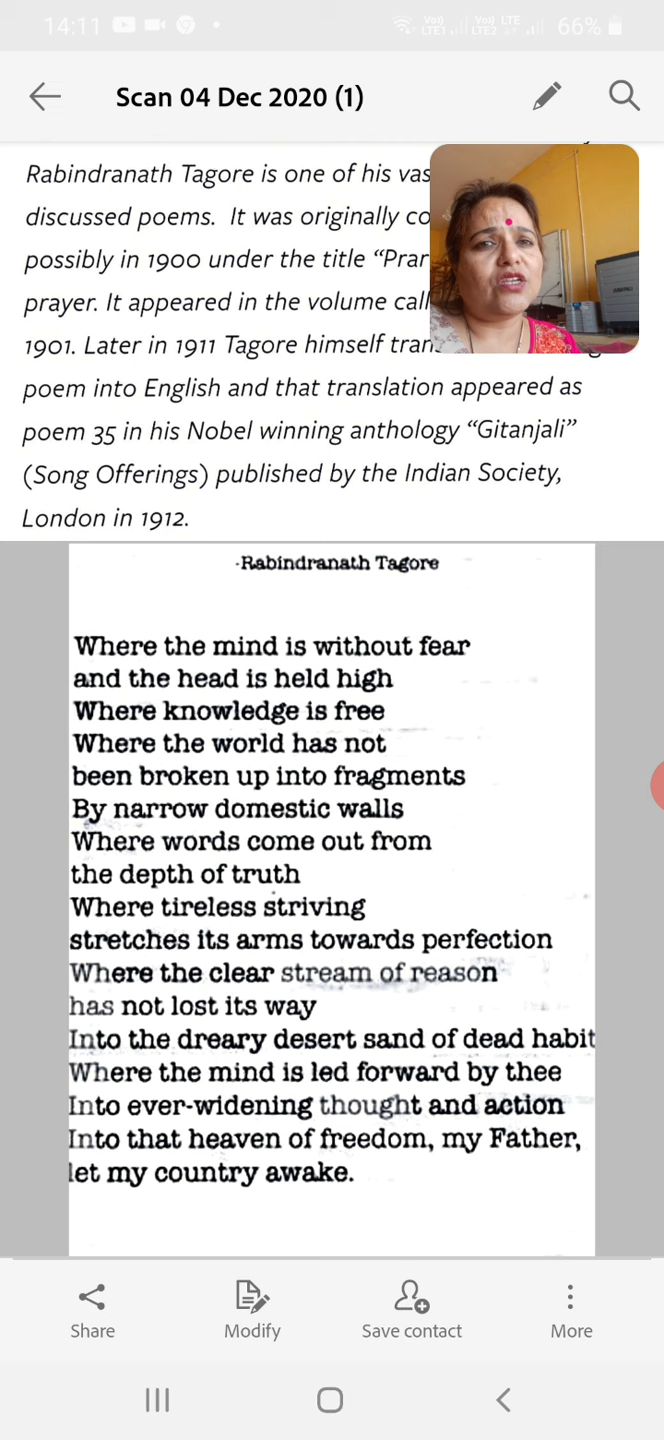 14:11
Voo) LTE1 Voo) LTE2 LTE 66%
Scan 04 Dec 2020 (1)
Rabindranath Tagore is one of his
discussed poems. It was originally
possibly in 1900 under the title
prayer. It appeared in the volume
1901. Later in 1911 Tagore himself
poem into English and that translation appeared as
poem 35 in his Nobel winning anthology “Gitanjali”
(Song Offerings) published by the Indian Society,
London in 1912.
-Rabindranath Tagore
Where the mind is without fear
and the head is held high
Where knowledge is free
Where the world has not
been broken up into fragments
By narrow domestic walls
Where words come out from
the depth of truth
Where tireless striving
stretches its arms towards perfection
Where the clear stream of reason
has not lost its way
Into the dreary desert sand of dead habit
Where the mind is led forward by thee
Into ever-widening thought and action
Into that heaven of freedom, my Father,
let my country awake.
Share
Modify
Save contact
More